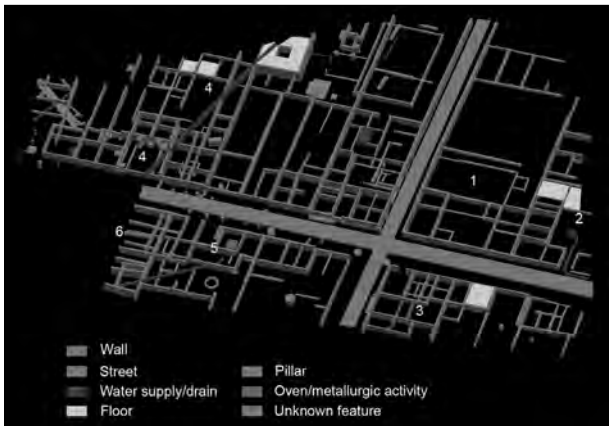 4
1
4
2
6
5
3
Wall
Street Pillar
Water supply/drain Oven/metallurgic activity
Floor Unknown feature